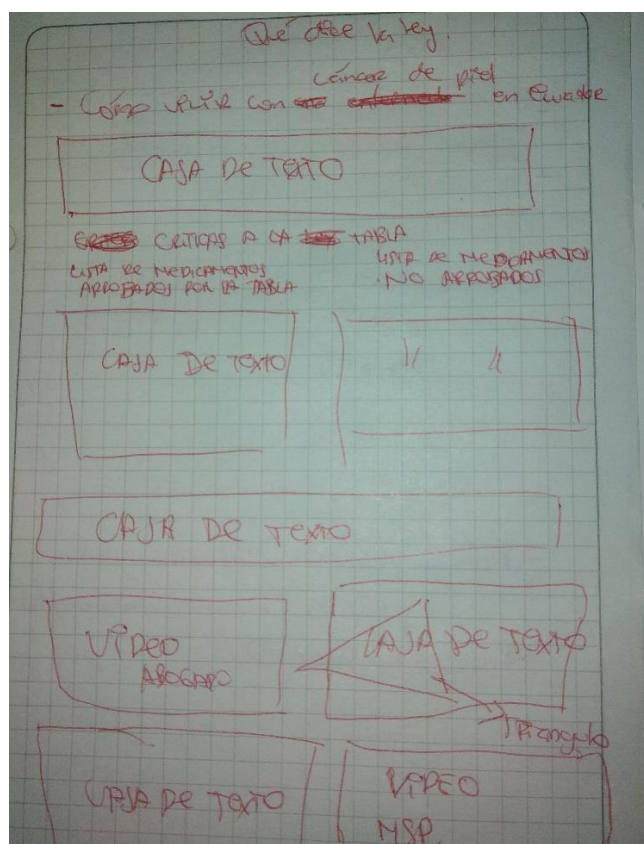 Qué dice la ley.
cáncer de piel
- Cómo vivir con en Ecuador
CAJA DE TEXTO
CRITICAS A LA TABLA
LISTA DE MEDICAMENTOS
APROBADOS POR LA TABLA
LISTA DE MEDICAMENTOS
NO APROBADOS
CAJA DE TEXTO
" "
CAJA DE TEXTO
VIDEO
ABOGADO
CAJA DE TEXTO
Triángulo
CAJA DE TEXTO
VIDEO
MSP